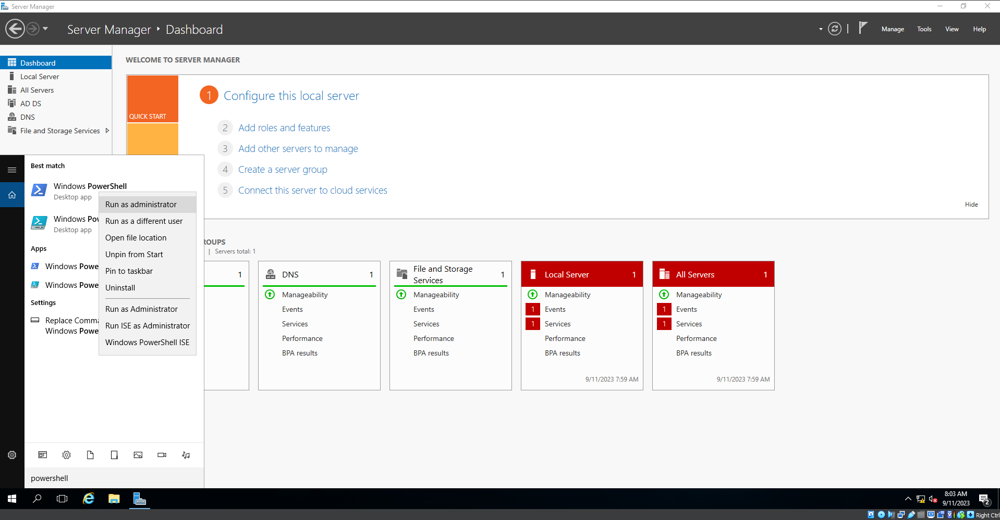 Server Manager
Server Manager ‣ Dashboard
Manage
Tools
View
Help
Dashboard
Local Server
All Servers
AD DS
DNS
File and Storage Services
WELCOME TO SERVER MANAGER
QUICK START
1 Configure this local server
2 Add roles and features
3 Add other servers to manage
4 Create a server group
5 Connect this server to cloud services
Hide
Best match
Windows PowerShell
Desktop app
Windows Pow
Desktop app
Apps
Windows Powe
Windows Powe
Settings
Replace Comma
Windows Powe
Run as administrator
Run as a different user
Open file location
Unpin from Start
Pin to taskbar
Uninstall
Run as Administrator
Run ISE as Administrator
Windows PowerShell ISE
powershell
ROUPS
| Servers total: 1
1
DNS 1
Manageability
Events
Services
Performance
BPA results
File and Storage
Services 1
Manageability
Events
Services
Performance
BPA results
Local Server 1
Manageability
1 Events
1 Services
Performance
BPA results
9/11/2023 7:59 AM
All Servers 1
Manageability
1 Events
1 Services
Performance
BPA results
9/11/2023 7:59 AM
8:03 AM
9/11/2023
2
Right Ctrl